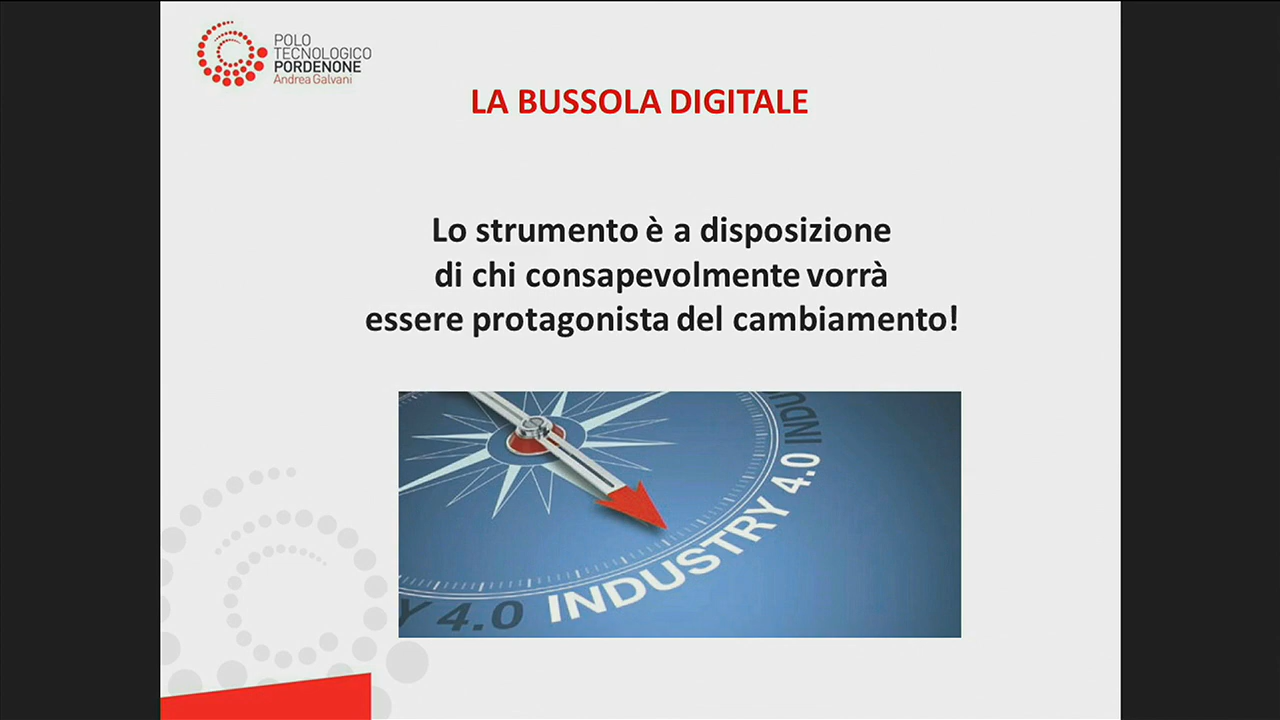 POLO
TECNOLOGICO
PORDENONE
Andrea Galvani
LA BUSSOLA DIGITALE
Lo strumento è a disposizione
di chi consapevolmente vorrà
essere protagonista del cambiamento!
INDU
INDUSTRY 4.0
Y 4.0